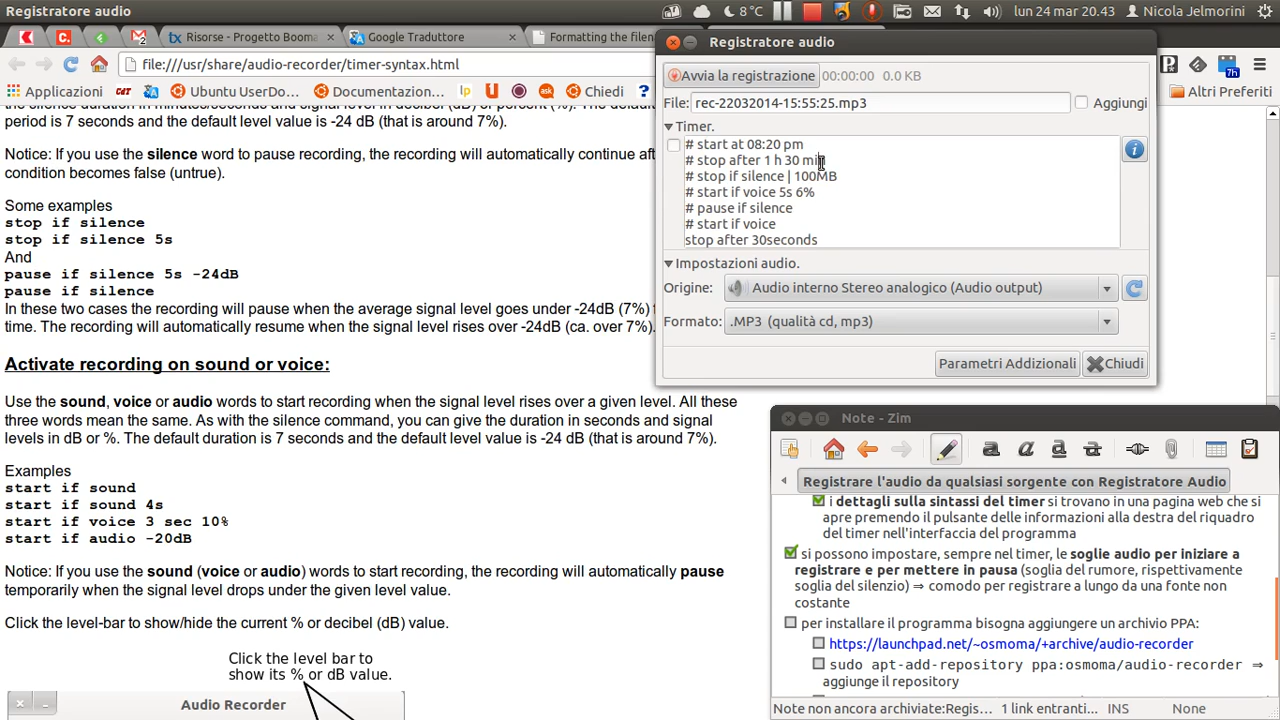 Registratore audio
8 °C
lun 24 mar 20.43
Nicola Jelmorini
2
Risorse - Progetto Booma
Google Traduttore
Formatting the filen
file:///usr/share/audio-recorder/timer-syntax.html
7h
Applicazioni
Ubuntu UserDo
Documentazion
Chiedi
Altri Preferiti
period is 7 seconds and the default level value is -24 dB (that is around 7%).
Notice: If you use the silence word to pause recording, the recording will automatically continue afte
condition becomes false (untrue).
Some examples
stop if silence
stop if silence 5s
And
pause if silence 5s -24dB
pause if silence
In these two cases the recording will pause when the average signal level goes under -24dB (7%)
time. The recording will automatically resume when the signal level rises over -24dB (ca. over 7%).
Activate recording on sound or voice:
Use the sound, voice or audio words to start recording when the signal level rises over a given level. All these
three words mean the same. As with the silence command, you can give the duration in seconds and signal
levels in dB or %. The default duration is 7 seconds and the default level value is -24 dB (that is around 7%).
Examples
start if sound
start if sound 4s
start if voice 3 sec 10%
start if audio -20dB
Notice: If you use the sound (voice or audio) words to start recording, the recording will automatically pause
temporarily when the signal level drops under the given level value.
Click the level-bar to show/hide the current % or decibel (dB) value.
Click the level bar to
show its % or dB value.
Audio Recorder
Registratore audio
Avvia la registrazione
00:00:00 0.0 KB
File:
rec-22032014-15:55:25.mp3
Aggiungi
Timer.
# start at 08:20 pm
# stop after 1 h 30 min
# stop if silence | 100MB
# start if voice 5s 6%
# pause if silence
# start if voice
stop after 30seconds
Impostazioni audio.
Origine:
Audio interno Stereo analogico (Audio output)
Formato:
.MP3 (qualità cd, mp3)
Parametri Addizionali
Chiudi
Note - Zim
Registrare l'audio da qualsiasi sorgente con Registratore Audio
i dettagli sulla sintassi del timer si trovano in una pagina web che si
apre premendo il pulsante delle informazioni alla destra del riquadro
del timer nell'interfaccia del programma
si possono impostare, sempre nel timer, le soglie audio per iniziare a
registrare e per mettere in pausa (soglia del rumore, rispettivamente
soglia del silenzio) ⇒ comodo per registrare a lungo da una fonte non
costante
per installare il programma bisogna aggiungere un archivio PPA:
https://launchpad.net/~osmoma/+archive/audio-recorder
sudo apt-add-repository ppa:osmoma/audio-recorder ⇒
aggiunge il repository
Note non ancora archiviate:Regis...
1 link entranti...
INS
None